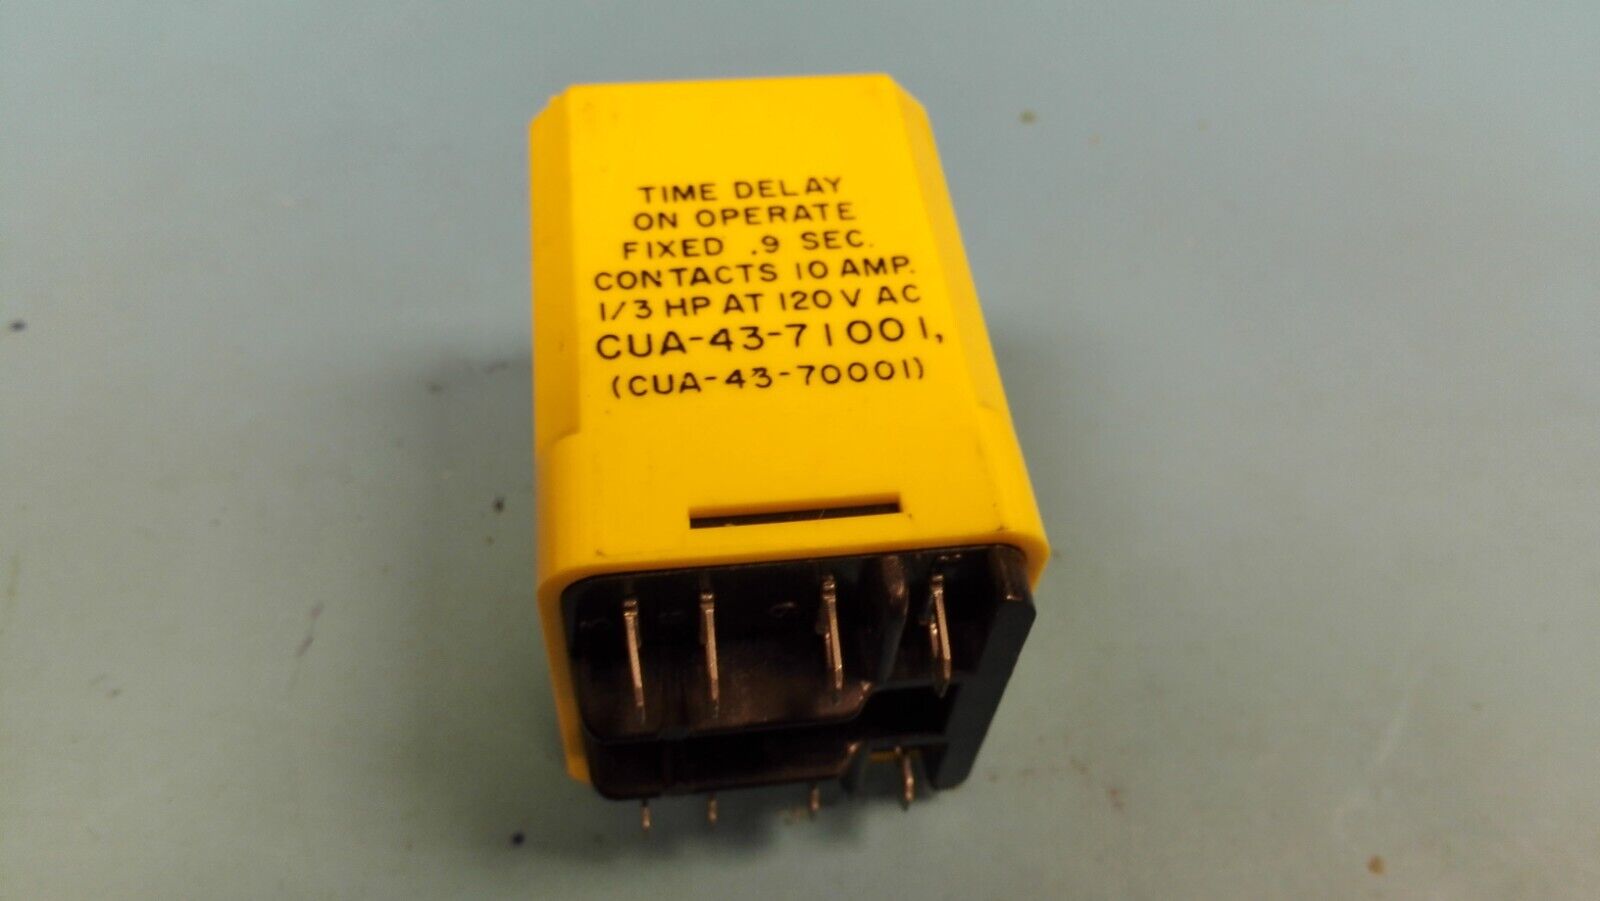 TIME DELAY
ON OPERATE
FIXED .9 SEC.
CONTACTS 10 AMP.
1/3 HP AT 120 V AC
CUA-43-71001,
(CUA-43-70001)